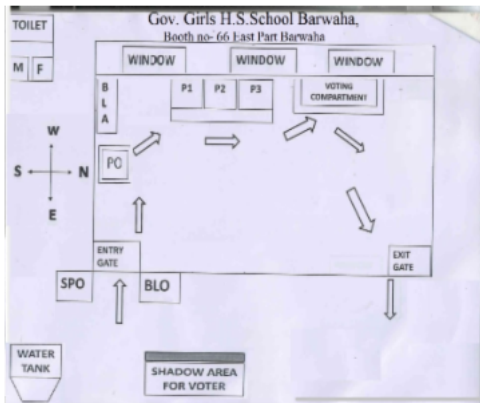 Gov. Girls H.S.School Barwaha,
Booth no- 66 East Part Barwaha
TOILET
M F
WINDOW WINDOW WINDOW
BLA
P1 P2 P3
VOTING
COMPARTMENT
W
S N
E
PO
ENTRY
GATE
EXIT
GATE
SPO
BLO
WATER
TANK
SHADOW AREA
FOR VOTER